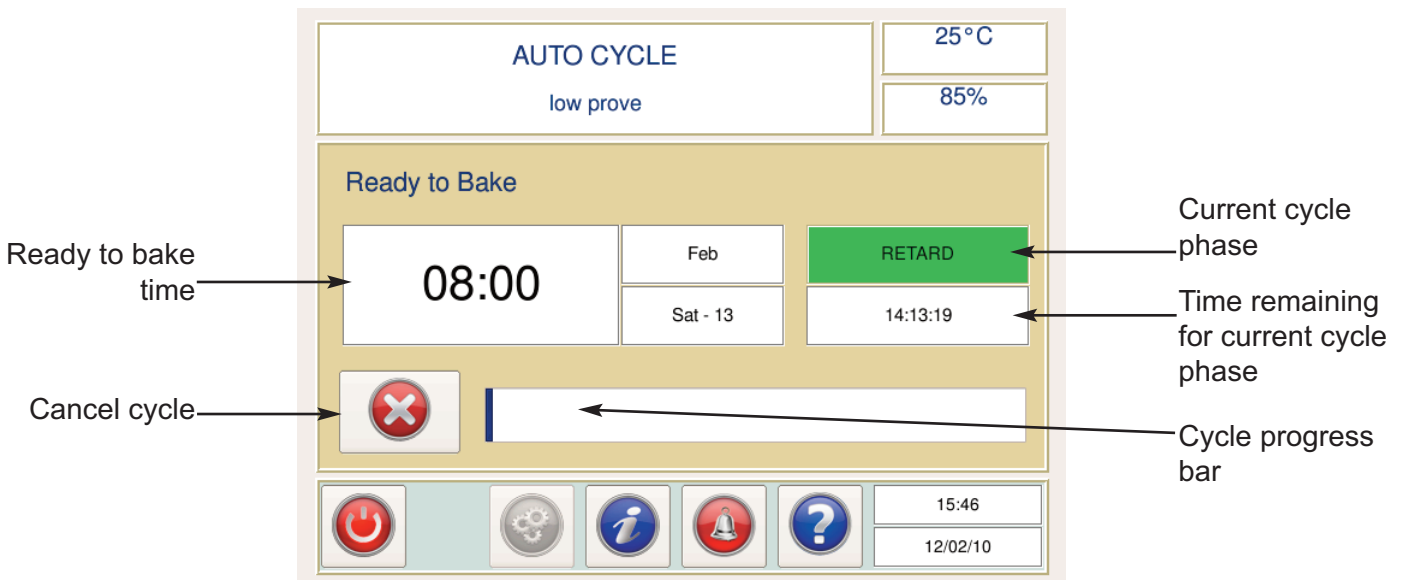 AUTO CYCLE
low prove
25°C
85%
Ready to Bake
Ready to bake
time
08:00
Feb
Sat - 13
RETARD
14:13:19
Current cycle
phase
Time remaining
for current cycle
phase
Cancel cycle
Cycle progress
bar
i
?
15:46
12/02/10